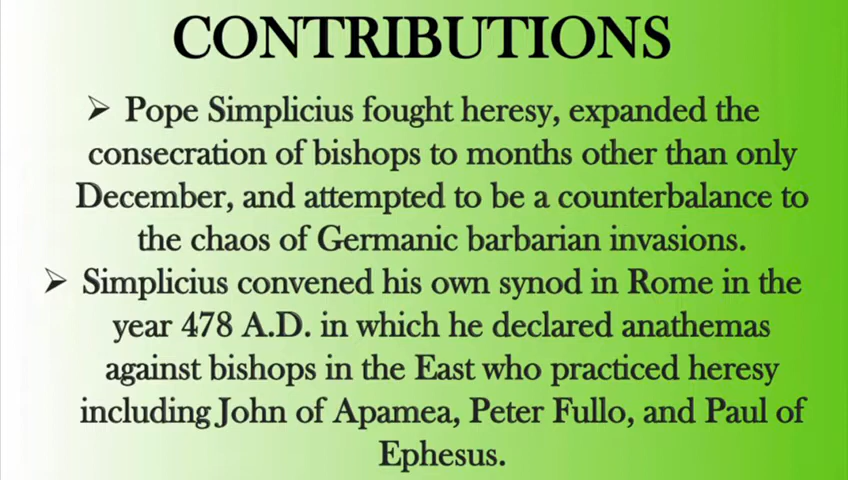 CONTRIBUTIONS
➢ Pope Simplicius fought heresy, expanded the
consecration of bishops to months other than only
December, and attempted to be a counterbalance to
the chaos of Germanic barbarian invasions.
➢ Simplicius convened his own synod in Rome in the
year 478 A.D. in which he declared anathemas
against bishops in the East who practiced heresy
including John of Apamea, Peter Fullo, and Paul of
Ephesus.